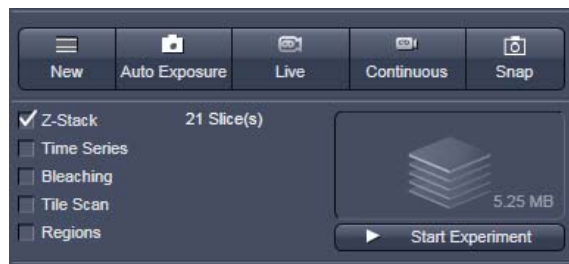 New Auto Exposure Live Continuous Snap
Z-Stack 21 Slice(s)
Time Series
Bleaching
Tile Scan
5.25 MB
Regions
Start Experiment